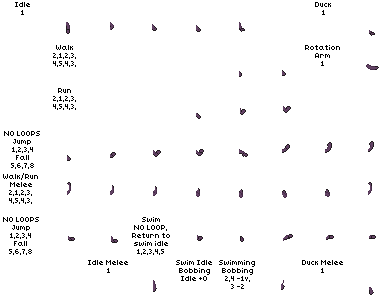 Idle
1
Duck
1
Walk
2,1,2,3,
4,5,4,3,
Rotation
Arm
1
Run
2,1,2,3,
4,5,4,3,
NO LOOPS
Jump
1,2,3,4
Fall
5,6,7,8
Walk/Run
Melee
2,1,2,3,
4,5,4,3,
NO LOOPS
Jump
1,2,3,4
Fall
5,6,7,8
Swim
NO LOOP,
Return to
swim idle
1,2,3,4,5
Idle Melee
1
Swim Idle
Bobbing
Idle +0
Swimming
Bobbing
2,4 -1v,
3 -2
Duck Melee
1